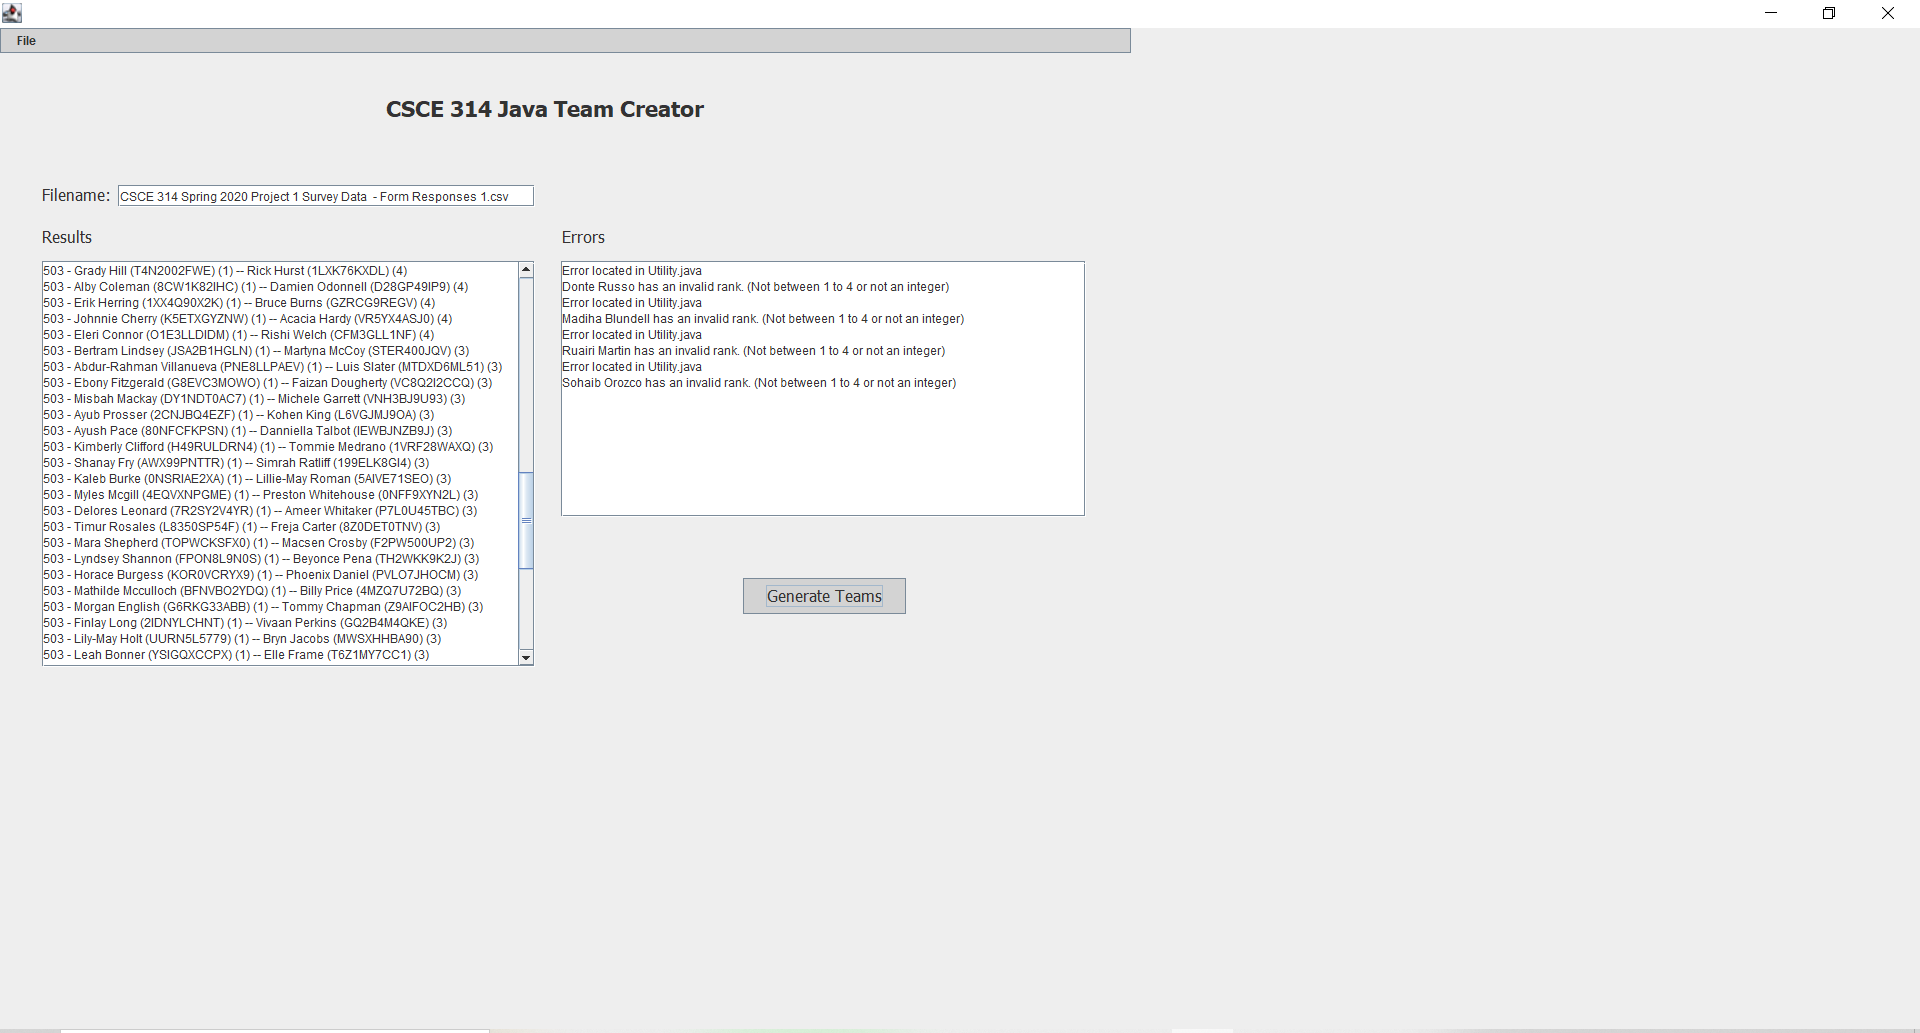 File
CSCE 314 Java Team Creator
Filename: CSCE 314 Spring 2020 Project 1 Survey Data  - Form Responses 1.csv
Results
503 - Grady Hill (T4N2002FWE) (1) -- Rick Hurst (1LXK76KXDL) (4)
503 - Alby Coleman (8CW1K82IHC) (1) -- Damien Odonnell (D28GP49IP9) (4)
503 - Erik Herring (1XX4Q90X2K) (1) -- Bruce Burns (GZRCG9REGV) (4)
503 - Johnnie Cherry (K5ETXGYZNW) (1) -- Acacia Hardy (VR5YX4ASJ0) (4)
503 - Eleri Connor (O1E3LLDIDM) (1) -- Rishi Welch (CFM3GLL1NF) (4)
503 - Bertram Lindsey (JSA2B1HGLN) (1) -- Martyna McCoy (STER400JQV) (3)
503 - Abdur-Rahman Villanueva (PNE8LLPAEV) (1) -- Luis Slater (MTDXD6ML51) (3)
503 - Ebony Fitzgerald (G8EVC3MOWO) (1) -- Faizan Dougherty (VC8Q2I2CCQ) (3)
503 - Misbah Mackay (DY1NDT0AC7) (1) -- Michele Garrett (VNH3BJ9U93) (3)
503 - Ayub Prosser (2CNJBQ4EZF) (1) -- Kohen King (L6VGJMJ9OA) (3)
503 - Ayush Pace (80NFCFKPSN) (1) -- Danniella Talbot (IEWBJNZB9J) (3)
503 - Kimberly Clifford (H49RULDRN4) (1) -- Tommie Medrano (1VRF28WAXQ) (3)
503 - Shanay Fry (AWX99PNTTR) (1) -- Simrah Ratliff (199ELK8GI4) (3)
503 - Kaleb Burke (0NSRIAE2XA) (1) -- Lillie-May Roman (5AIVE71SEO) (3)
503 - Myles Mcgill (4EQVXNPGME) (1) -- Preston Whitehouse (0NFF9XYN2L) (3)
503 - Delores Leonard (7R2SY2V4YR) (1) -- Ameer Whitaker (P7L0U45TBC) (3)
503 - Timur Rosales (L8350SP54F) (1) -- Freja Carter (8Z0DET0TNV) (3)
503 - Mara Shepherd (TOPWCKSFX0) (1) -- Macsen Crosby (F2PW500UP2) (3)
503 - Lyndsey Shannon (FPON8L9N0S) (1) -- Beyonce Pena (TH2WKK9K2J) (3)
503 - Horace Burgess (KOR0VCRYX9) (1) -- Phoenix Daniel (PVLO7JHOCM) (3)
503 - Mathilde Mcculloch (BFNVBO2YDQ) (1) -- Billy Price (4MZQ7U72BQ) (3)
503 - Morgan English (G6RKG33ABB) (1) -- Tommy Chapman (Z9AIFOC2HB) (3)
503 - Finlay Long (2IDNYLCHNT) (1) -- Vivaan Perkins (GQ2B4M4QKE) (3)
503 - Lily-May Holt (UURN5L5779) (1) -- Bryn Jacobs (MWSXHHBA90) (3)
503 - Leah Bonner (YSIGQXCCPX) (1) -- Elle Frame (T6Z1MY7CC1) (3)
Errors
Error located in Utility.java
Donte Russo has an invalid rank. (Not between 1 to 4 or not an integer)
Error located in Utility.java
Madiha Blundell has an invalid rank. (Not between 1 to 4 or not an integer)
Error located in Utility.java
Ruairi Martin has an invalid rank. (Not between 1 to 4 or not an integer)
Error located in Utility.java
Sohaib Orozco has an invalid rank. (Not between 1 to 4 or not an integer)
Generate Teams